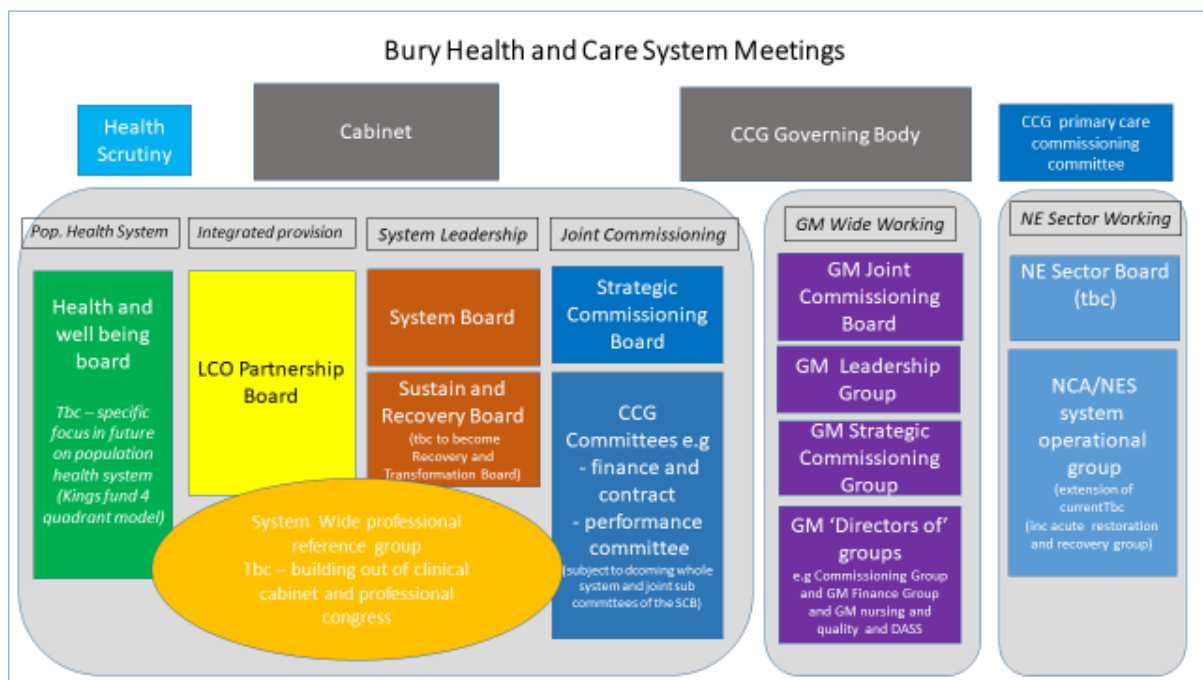 Bury Health and Care System Meetings
Health
Scrutiny
Cabinet
CCG Governing Body
CCG primary care
commissioning
committee
Pop. Health System
Integrated provision
System Leadership
Joint Commissioning
GM Wide Working
NE Sector Working
Health and
well being
board
Tbc – specific
focus in future
on population
health system
(Kings fund 4
quadrant model)
LCO Partnership
Board
System Board
Sustain and
Recovery Board
(tbc to become
Recovery and
Transformation Board)
Strategic
Commissioning
Board
CCG
Committees e.g
- finance and
contract
- performance
committee
(subject to dcoming whole
system and joint sub
committees of the SCB)
System Wide professional
reference group
Tbc – building out of clinical
cabinet and professional
congress
GM Joint
Commissioning
Board
GM Leadership
Group
GM Strategic
Commissioning
Group
GM ‘Directors of’
groups
e.g Commissioning Group
and GM Finance Group
and GM nursing and
quality and DASS
NE Sector Board
(tbc)
NCA/NES
system
operational
group
(extension of
currentTbc
(inc acute restoration
and recovery group)